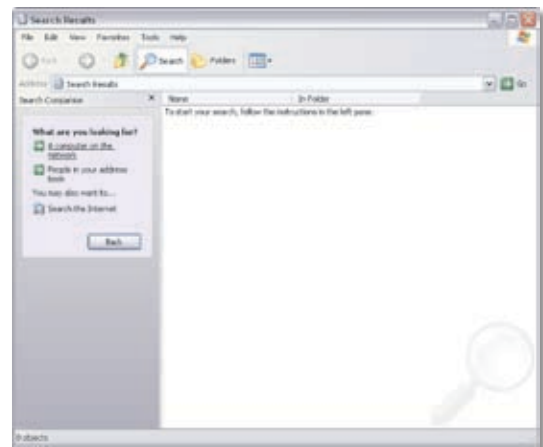 Search Results
File Edit View Favorites Tools Help
Back Search Folders
Address Search Results Go
Search Companion
Name In Folder
To start your search, follow the instructions in the left pane.
What are you looking for?
A computer on the
network
People in your address
book
You may also want to...
Search the Internet
Back
0 objects